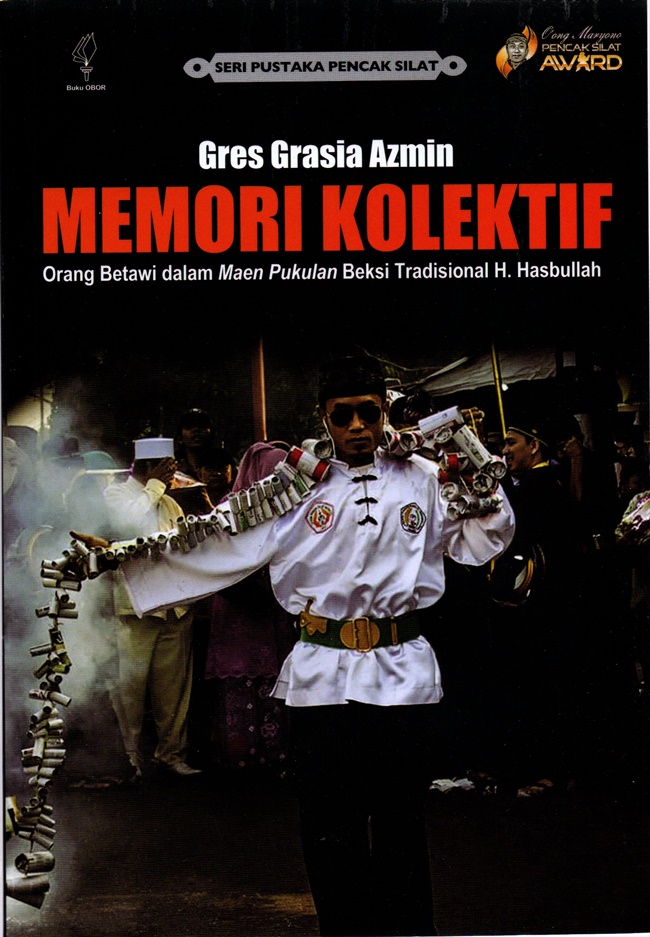 Buku OBOR
SERI PUSTAKA PENCAK SILAT
O'ong Maryono
PENCAK SILAT
AWARD
Gres Grasia Azmin
MEMORI KOLEKTIF
Orang Betawi dalam Maen Pukulan Beksi Tradisional H. Hasbullah